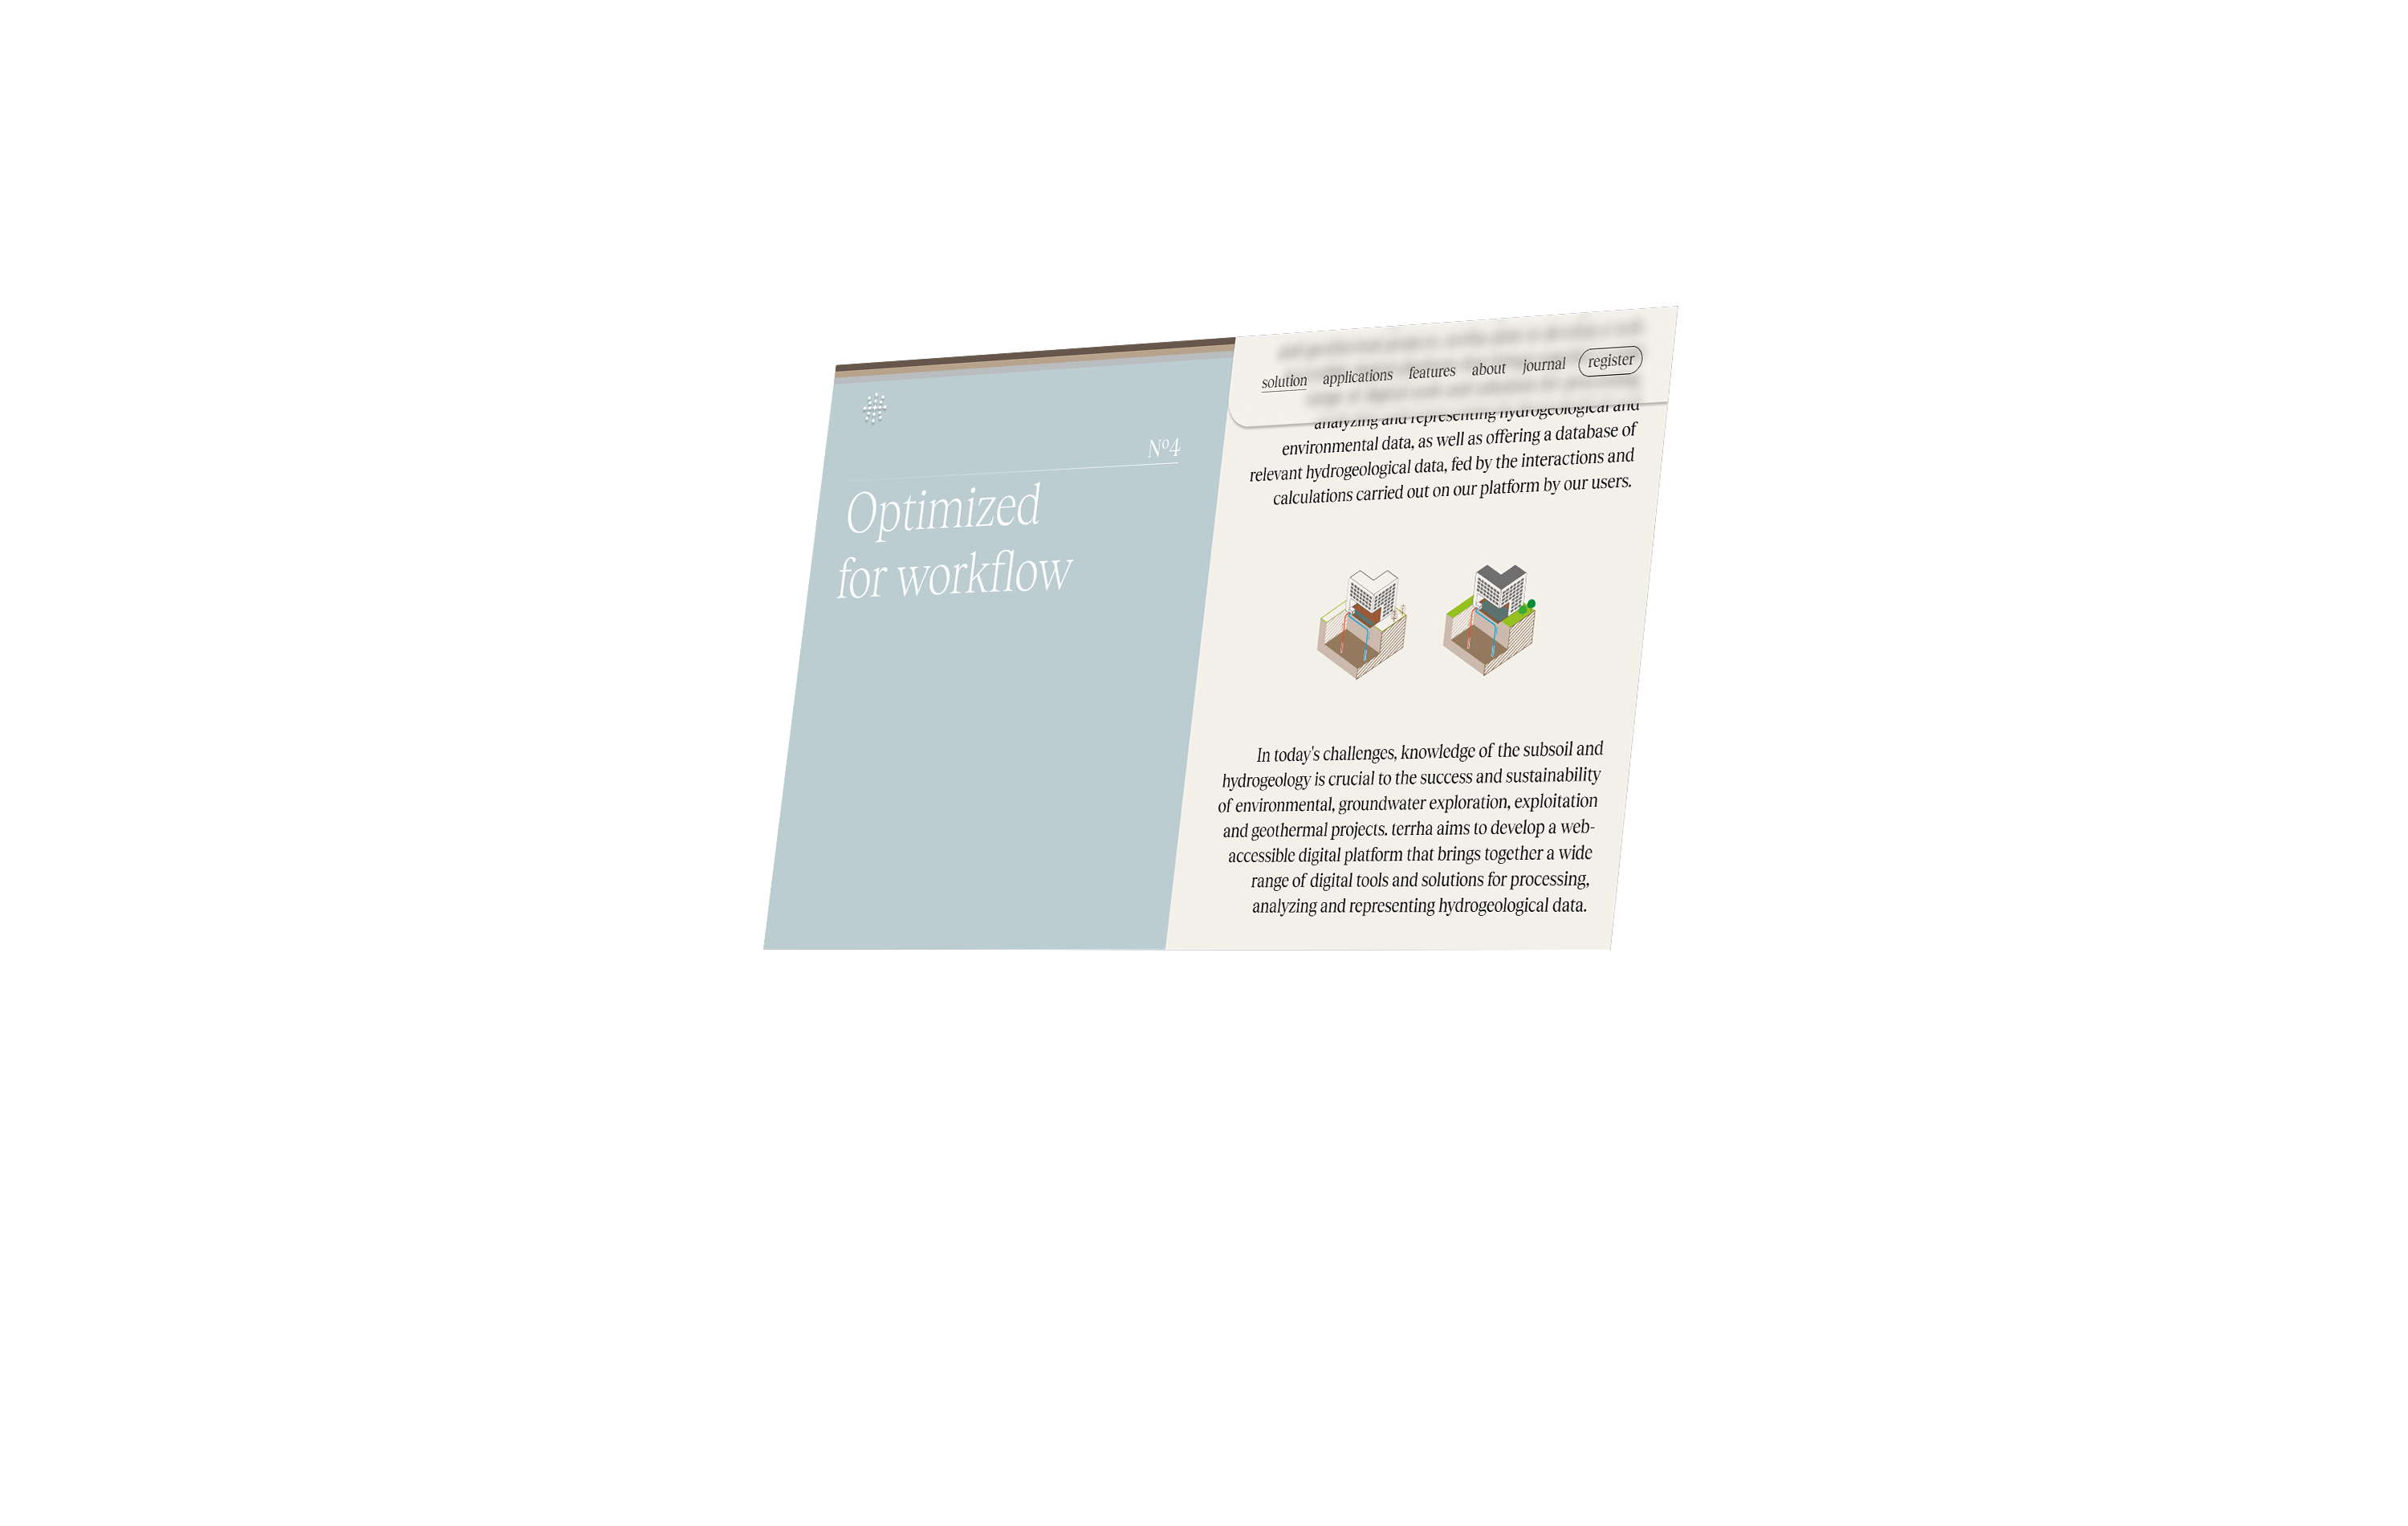 Nº4
Optimized
for workflow
solution applications features about journal register
analyzing and representing hydrogeological and
environmental data, as well as offering a database of
relevant hydrogeological data, fed by the interactions and
calculations carried out on our platform by our users.
In today's challenges, knowledge of the subsoil and
hydrogeology is crucial to the success and sustainability
of environmental, groundwater exploration, exploitation
and geothermal projects. terrha aims to develop a web-
accessible digital platform that brings together a wide
range of digital tools and solutions for processing,
analyzing and representing hydrogeological data.